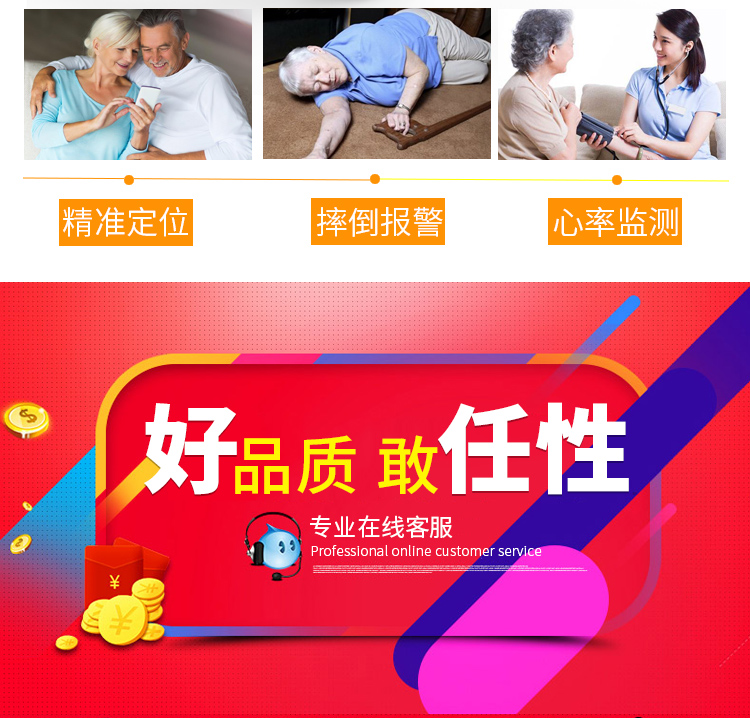 精准定位
摔倒报警
心率监测
好品质 敢任性
专业在线客服
Professional online customer service
¥
¥